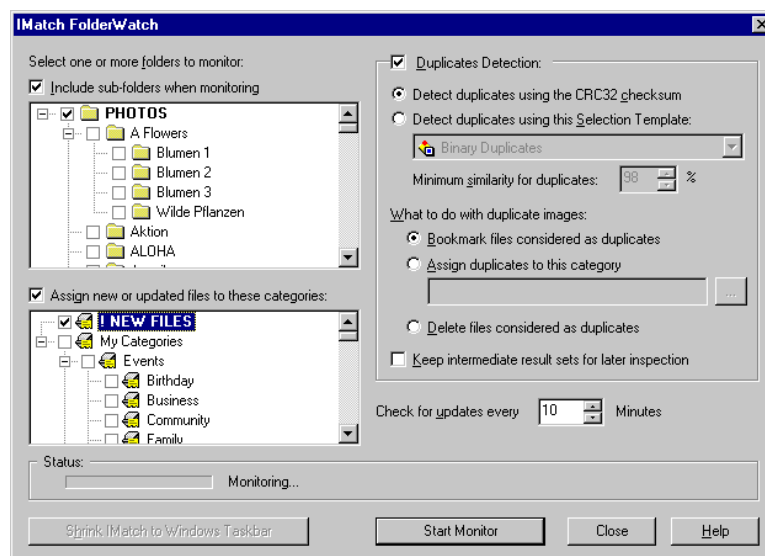 IMatch FolderWatch
Select one or more folders to monitor:
Include sub-folders when monitoring
PHOTOS
A Flowers
Blumen 1
Blumen 2
Blumen 3
Wilde Pflanzen
Aktion
ALOHA
Assign new or updated files to these categories:
! NEW FILES
My Categories
Events
Birthday
Business
Community
Family
Duplicates Detection:
Detect duplicates using the CRC32 checksum
Detect duplicates using this Selection Template:
Binary Duplicates
Minimum similarity for duplicates: 98 %
What to do with duplicate images:
Bookmark files considered as duplicates
Assign duplicates to this category
...
Delete files considered as duplicates
Keep intermediate result sets for later inspection
Check for updates every 10 Minutes
Status:
Monitoring...
Shrink IMatch to Windows Taskbar
Start Monitor
Close
Help